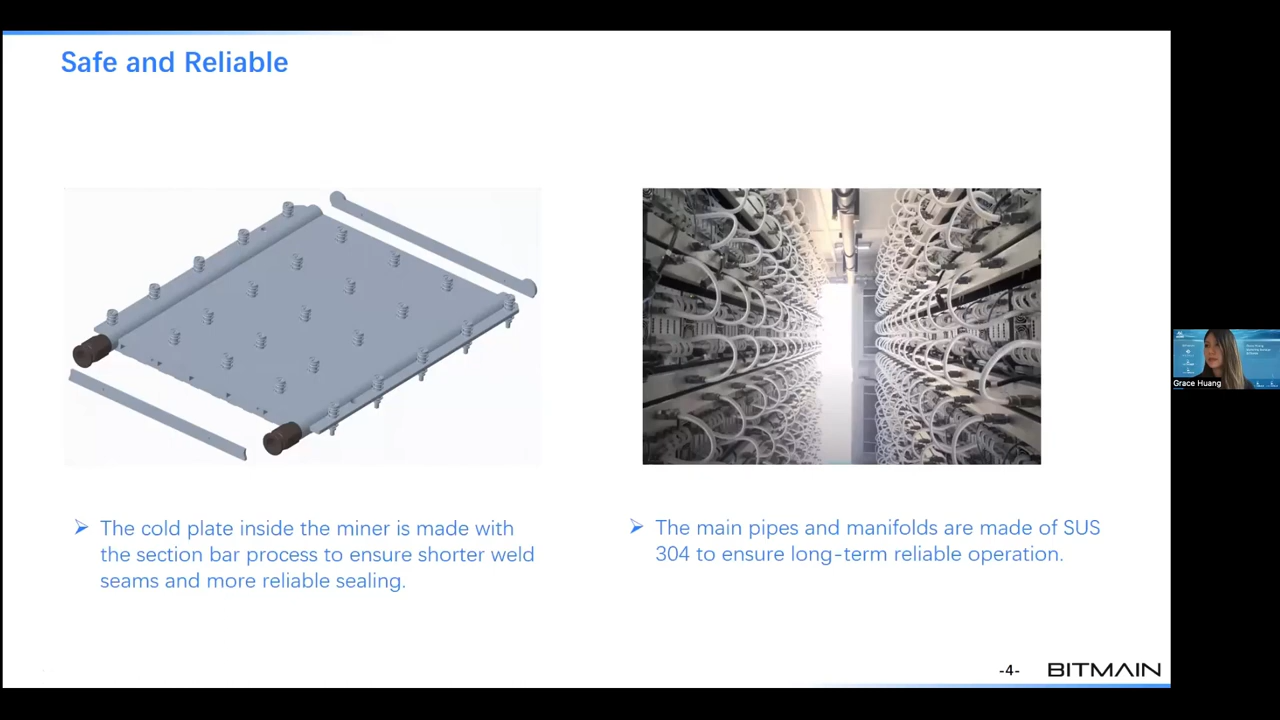 Safe and Reliable
➢ The cold plate inside the miner is made with
the section bar process to ensure shorter weld
seams and more reliable sealing.
➢ The main pipes and manifolds are made of SUS
304 to ensure long-term reliable operation.
-4-
BITMAIN
Grace Huang